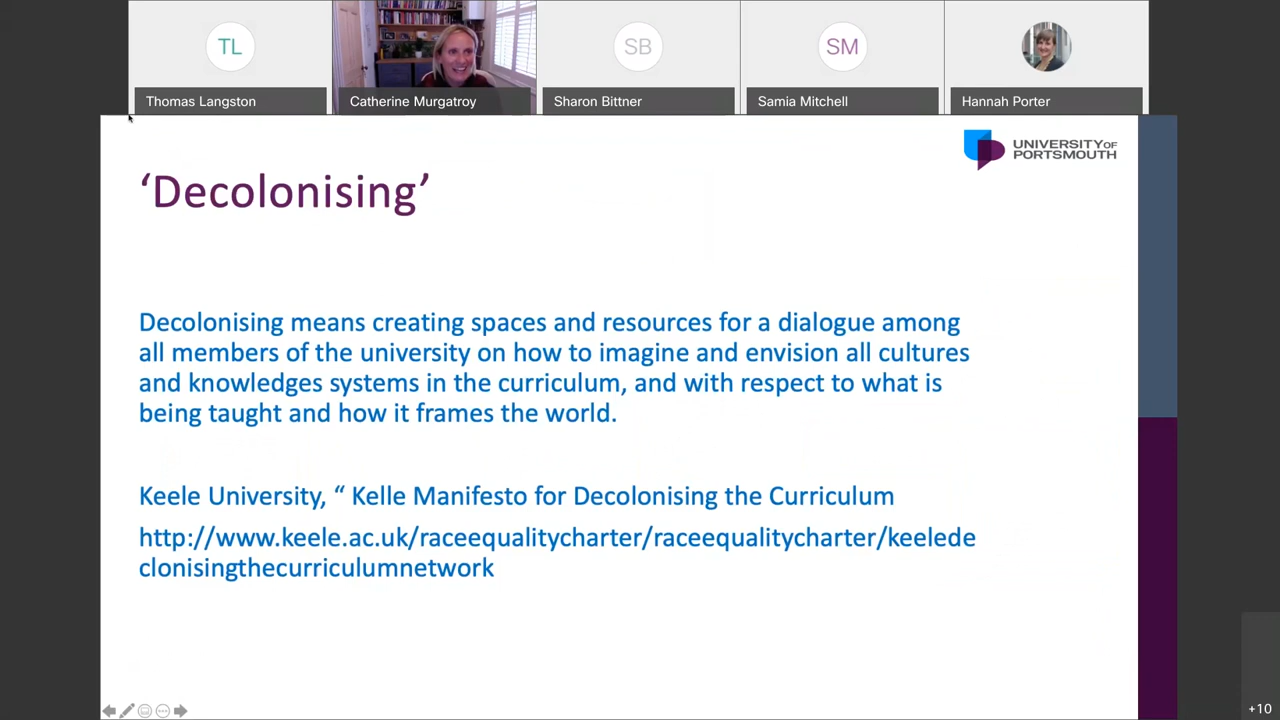 TL
SB
SM
Thomas Langston
Catherine Murgatroy
Sharon Bittner
Samia Mitchell
Hannah Porter
UNIVERSITY OF
PORTSMOUTH
‘Decolonising’
Decolonising means creating spaces and resources for a dialogue among
all members of the university on how to imagine and envision all cultures
and knowledges systems in the curriculum, and with respect to what is
being taught and how it frames the world.
Keele University, “ Kelle Manifesto for Decolonising the Curriculum
http://www.keele.ac.uk/raceequalitycharter/raceequalitycharter/keelede
clonisingthecurriculumnetwork
+10